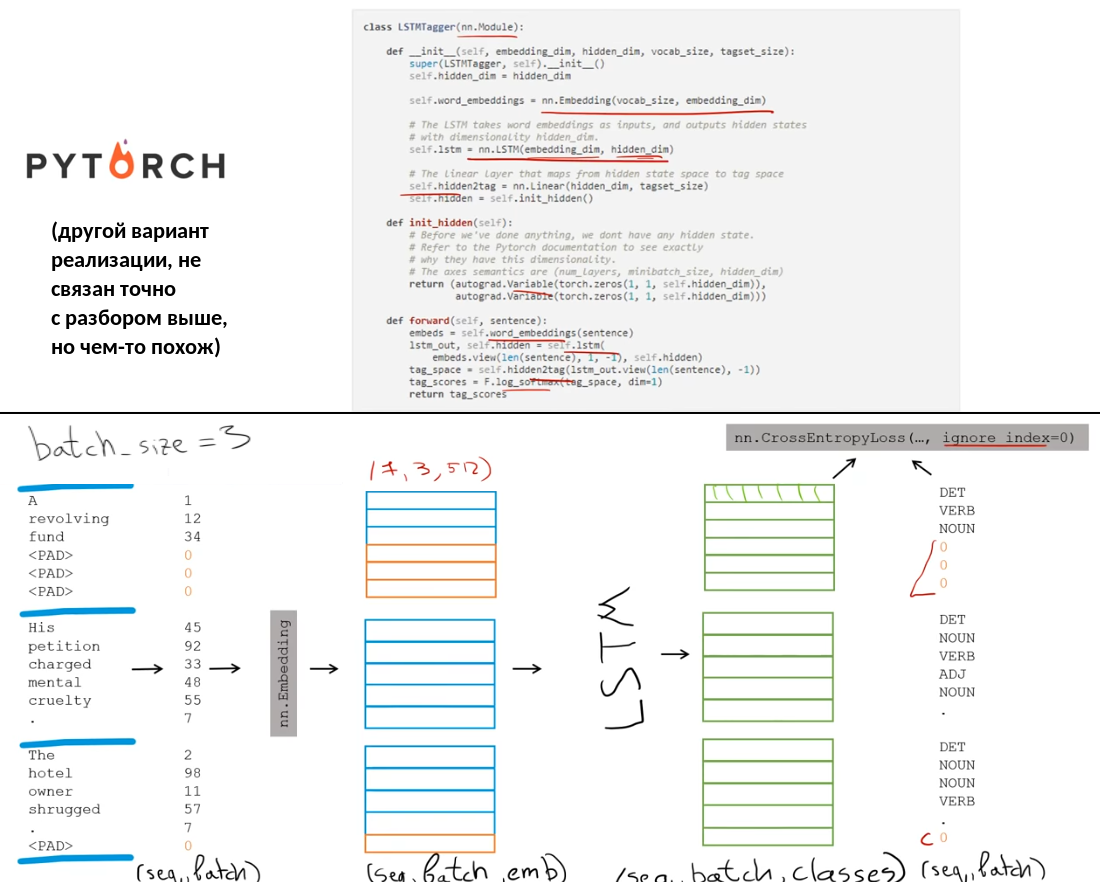 class LSTMTagger(nn.Module):
def __init__(self, embedding_dim, hidden_dim, vocab_size, tagset_size):
super(LSTMTagger, self).__init__()
self.hidden_dim = hidden_dim
self.word_embeddings = nn.Embedding(vocab_size, embedding_dim)
# The LSTM takes word embeddings as inputs, and outputs hidden states
# with dimensionality hidden_dim.
self.lstm = nn.LSTM(embedding_dim, hidden_dim)
# The linear layer that maps from hidden state space to tag space
self.hidden2tag = nn.Linear(hidden_dim, tagset_size)
self.hidden = self.init_hidden()
def init_hidden(self):
# Before we've done anything, we dont have any hidden state.
# Refer to the Pytorch documentation to see exactly
# why they have this dimensionality.
# The axes semantics are (num_layers, minibatch_size, hidden_dim)
return (autograd.Variable(torch.zeros(1, 1, self.hidden_dim)),
autograd.Variable(torch.zeros(1, 1, self.hidden_dim)))
def forward(self, sentence):
embeds = self.word_embeddings(sentence)
lstm_out, self.hidden = self.lstm(
embeds.view(len(sentence), 1, -1), self.hidden)
tag_space = self.hidden2tag(lstm_out.view(len(sentence), -1))
tag_scores = F.log_softmax(tag_space, dim=1)
return tag_scores
PYTORCH
(другой вариант
реализации, не
связан точно
с разбором выше,
но чем-то похож)
batch_size = 3
nn.CrossEntropyLoss(…, ignore_index=0)
A 1
revolving 12
fund 34
<PAD> 0
<PAD> 0
<PAD> 0
His 45
petition 92
charged 33
mental 48
cruelty 55
. 7
The 2
hotel 98
owner 11
shrugged 57
. 7
<PAD> 0
nn.Embedding
LSTM
DET
VERB
NOUN
0
0
0
DET
NOUN
VERB
ADJ
NOUN
.
DET
NOUN
NOUN
VERB
.
0
(seq, batch)
(seq, batch, emb)
(seq, batch, classes)
(seq, batch)